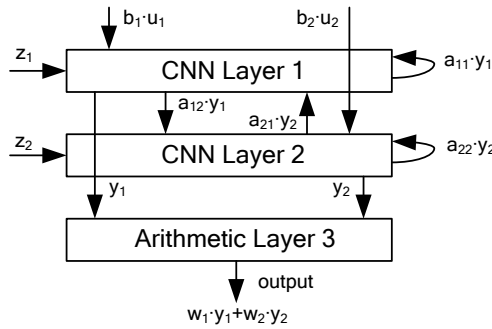 b₁·u₁
b₂·u₂
z₁
CNN Layer 1
a₁₁·y₁
a₁₂·y₁
a₂₁·y₂
z₂
CNN Layer 2
a₂₂·y₂
y₁
y₂
Arithmetic Layer 3
output
w₁·y₁+w₂·y₂